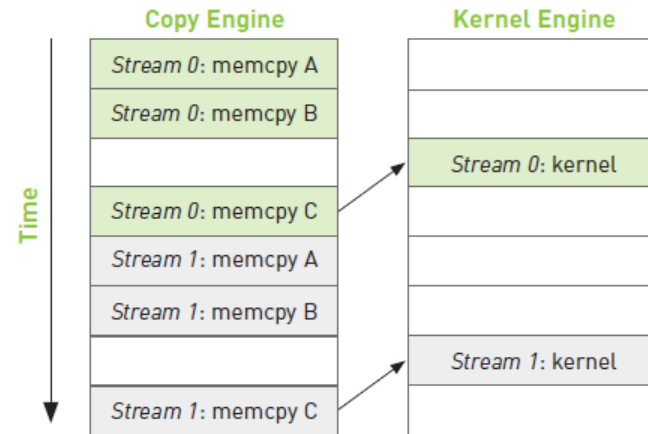 Copy Engine
Kernel Engine
Time
Stream 0: memcpy A
Stream 0: memcpy B
Stream 0: kernel
Stream 0: memcpy C
Stream 1: memcpy A
Stream 1: memcpy B
Stream 1: kernel
Stream 1: memcpy C